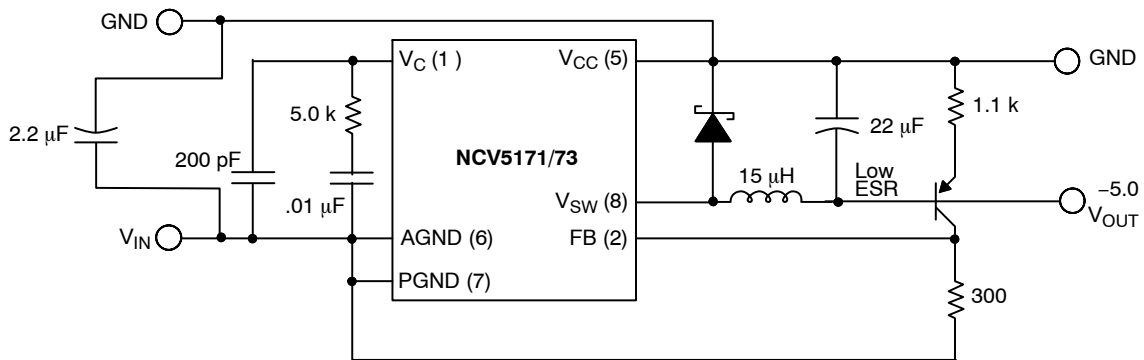 GND
V_C (1 )
V_CC (5)
GND
5.0 k
1.1 k
2.2 μF
22 μF
200 pF
NCV5171/73
15 μH
Low
ESR
−5.0
.01 μF
V_SW (8)
V_OUT
V_IN
AGND (6)
FB (2)
PGND (7)
300